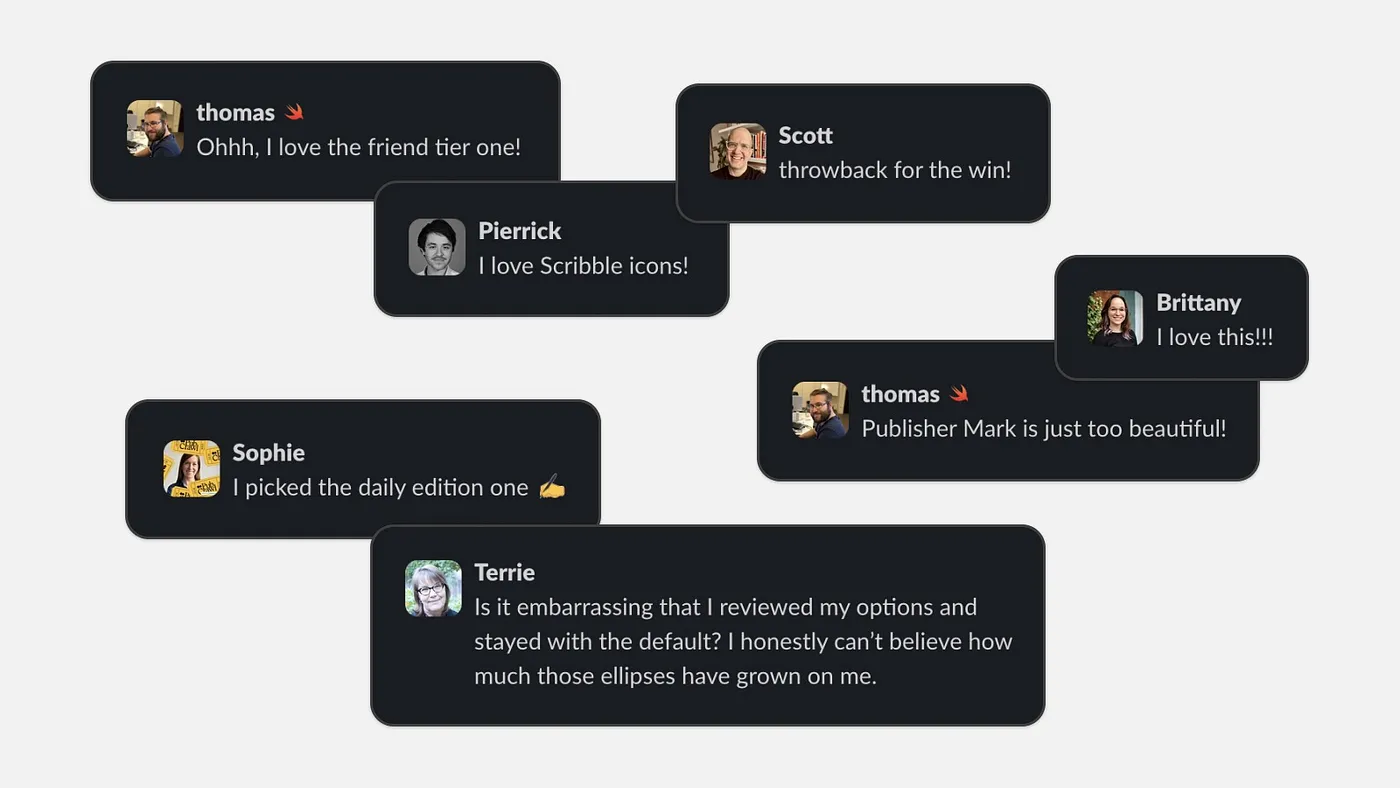 thomas
Ohhh, I love the friend tier one!
Scott
throwback for the win!
Pierrick
I love Scribble icons!
Brittany
I love this!!!
thomas
Publisher Mark is just too beautiful!
Sophie
I picked the daily edition one ✍️
Terrie
Is it embarrassing that I reviewed my options and
stayed with the default? I honestly can’t believe how
much those ellipses have grown on me.